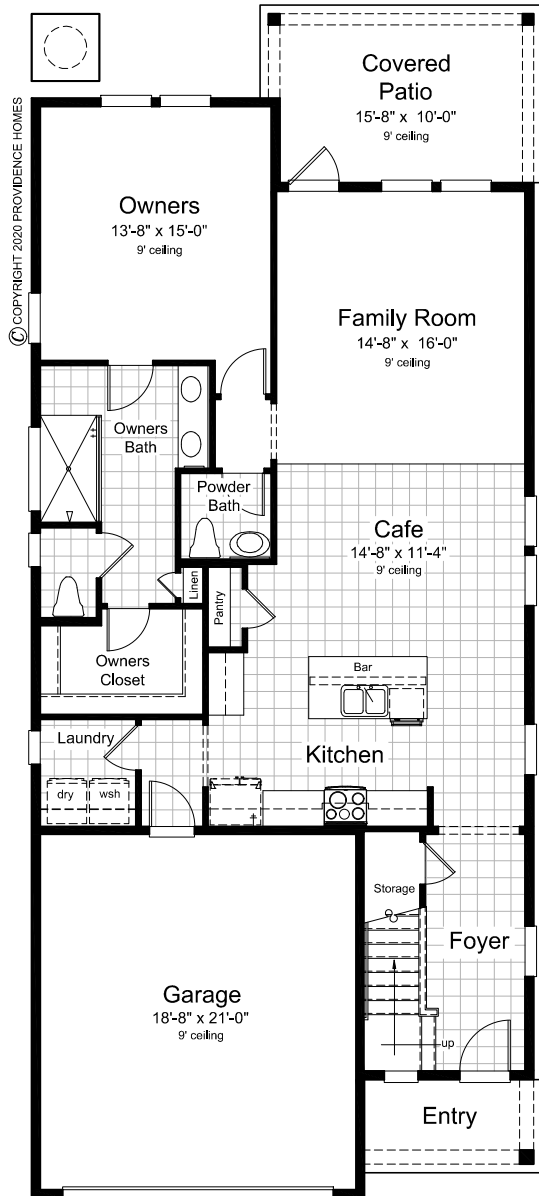 Covered
Patio
15'-8" x 10'-0"
9' ceiling
© COPYRIGHT 2020 PROVIDENCE HOMES
Owners
13'-8" x 15'-0"
9' ceiling
Family Room
14'-8" x 16'-0"
9' ceiling
Owners
Bath
Powder
Bath
Cafe
14'-8" x 11'-4"
9' ceiling
Linen
Pantry
Owners
Closet
Bar
Laundry
Kitchen
dry
wsh
Storage
Foyer
Garage
18'-8" x 21'-0"
9' ceiling
up
Entry